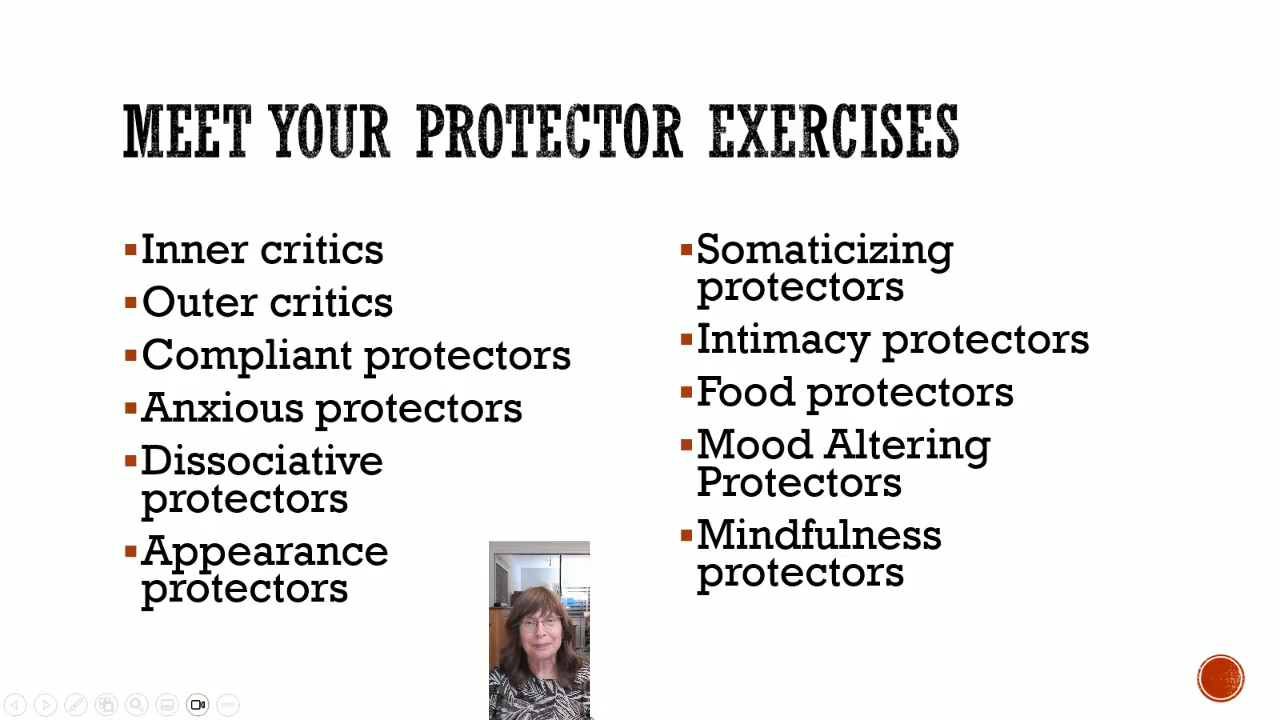 MEET YOUR PROTECTOR EXERCISES
Inner critics
Outer critics
Compliant protectors
Anxious protectors
Dissociative
protectors
Appearance
protectors
Somaticizing
protectors
Intimacy protectors
Food protectors
Mood Altering
Protectors
Mindfulness
protectors